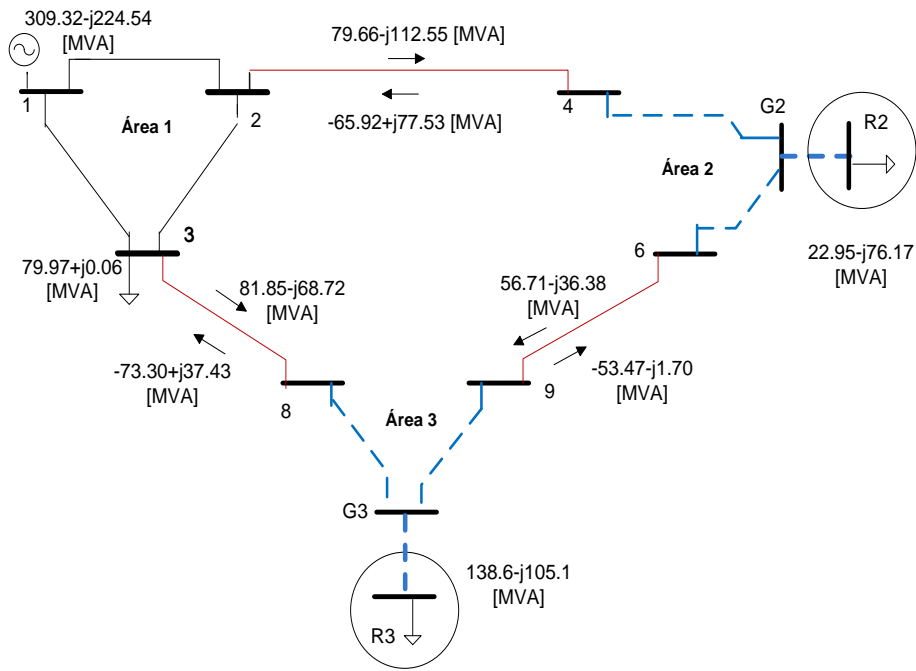 309.32-j224.54
[MVA]
79.66-j112.55 [MVA]
1
2
4
G2
R2
Área 1
-65.92+j77.53 [MVA]
Área 2
3
6
79.97+j0.06
[MVA]
81.85-j68.72
[MVA]
56.71-j36.38
[MVA]
22.95-j76.17
[MVA]
-73.30+j37.43
[MVA]
-53.47-j1.70
[MVA]
8
9
Área 3
G3
138.6-j105.1
[MVA]
R3